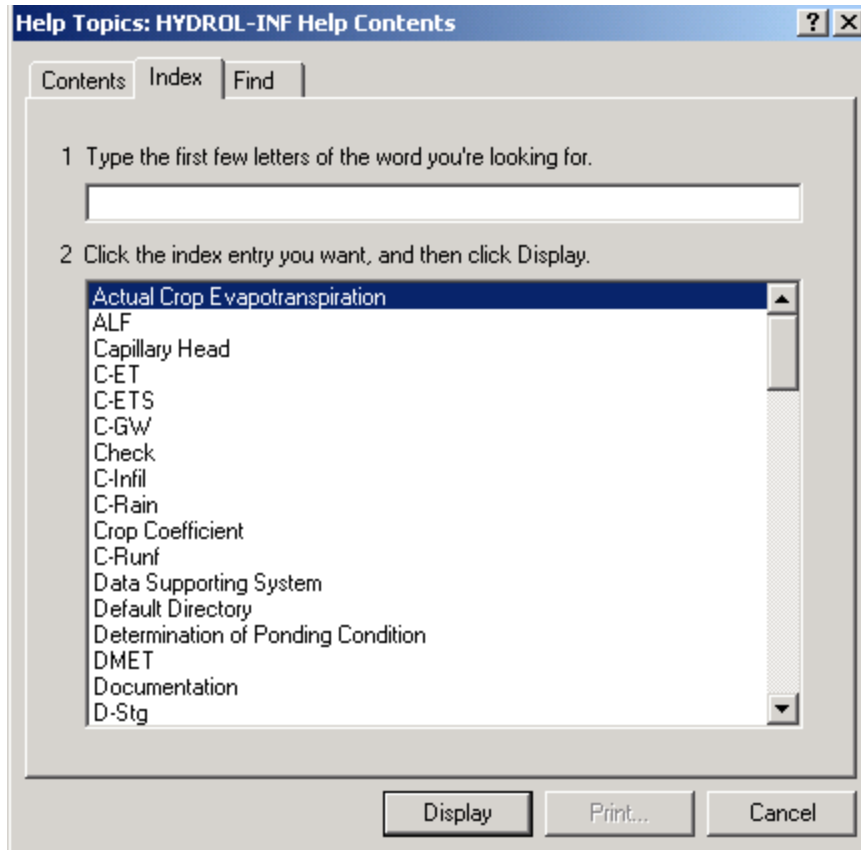 Help Topics: HYDROL-INF Help Contents
Contents Index Find
1 Type the first few letters of the word you're looking for.
2 Click the index entry you want, and then click Display.
Actual Crop Evapotranspiration
ALF
Capillary Head
C-ET
C-ETS
C-GW
Check
C-Infil
C-Rain
Crop Coefficient
C-Runf
Data Supporting System
Default Directory
Determination of Ponding Condition
DMET
Documentation
D-Stg
Display Print... Cancel